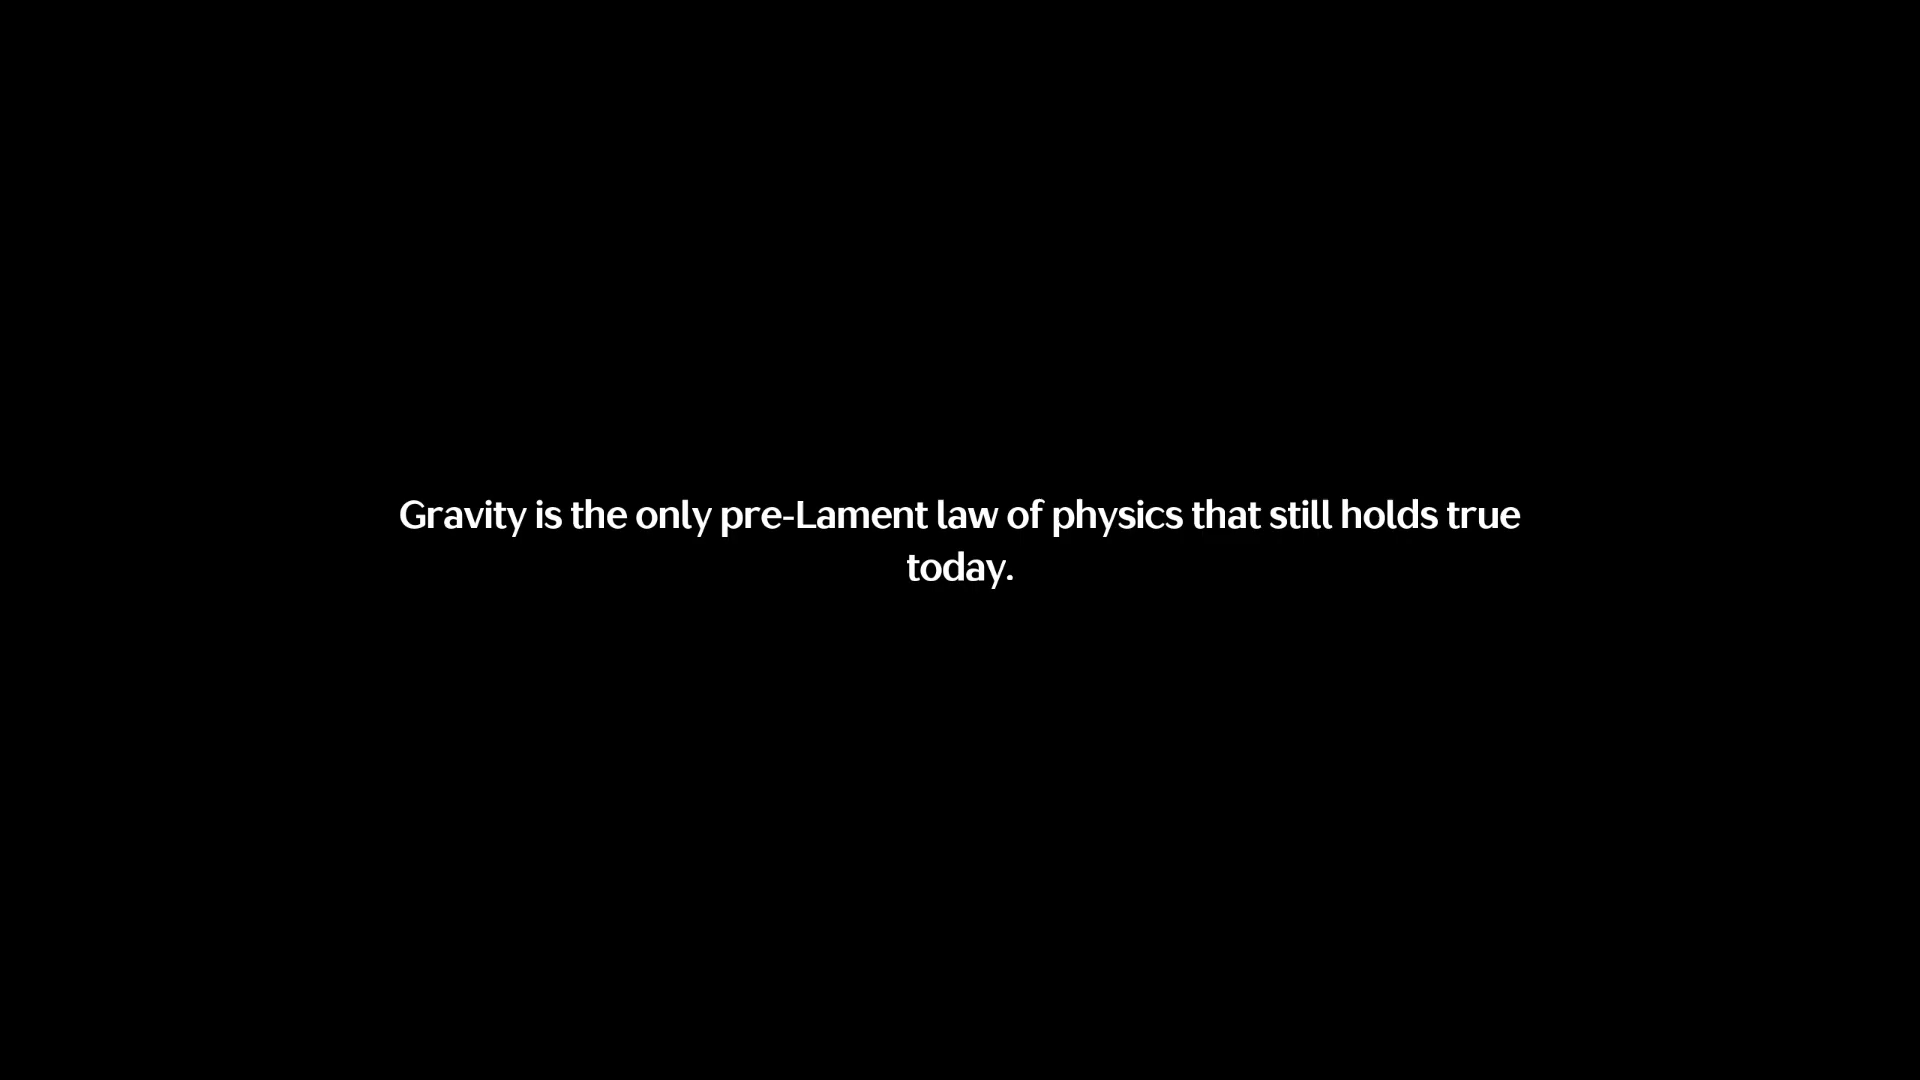 Gravity is the only pre-Lament law of physics that still holds true
today.